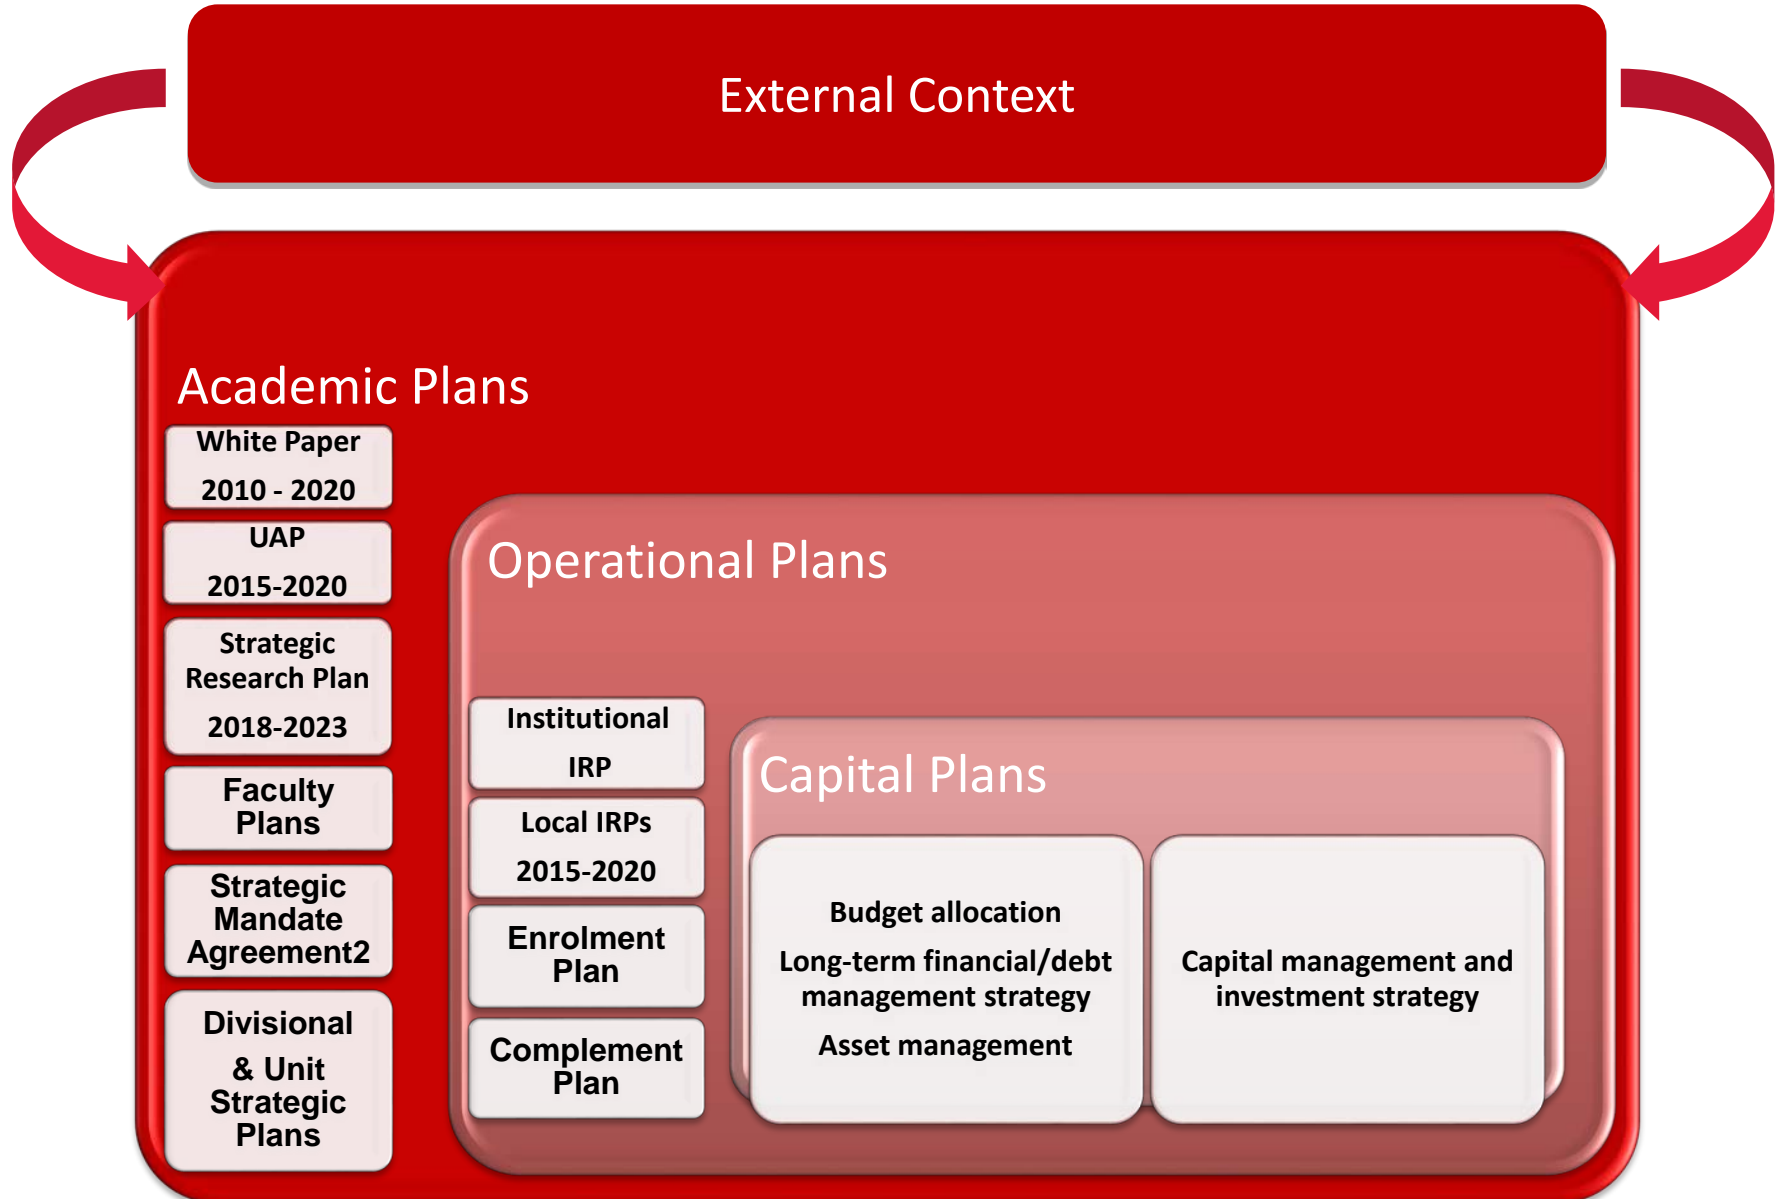 External Context
Academic Plans
White Paper
2010 - 2020
UAP
2015-2020
Strategic
Research Plan
2018-2023
Faculty
Plans
Strategic
Mandate
Agreement2
Divisional
& Unit
Strategic
Plans
Operational Plans
Institutional
IRP
Local IRPs
2015-2020
Enrolment
Plan
Complement
Plan
Capital Plans
Budget allocation
Long-term financial/debt
management strategy
Asset management
Capital management and
investment strategy